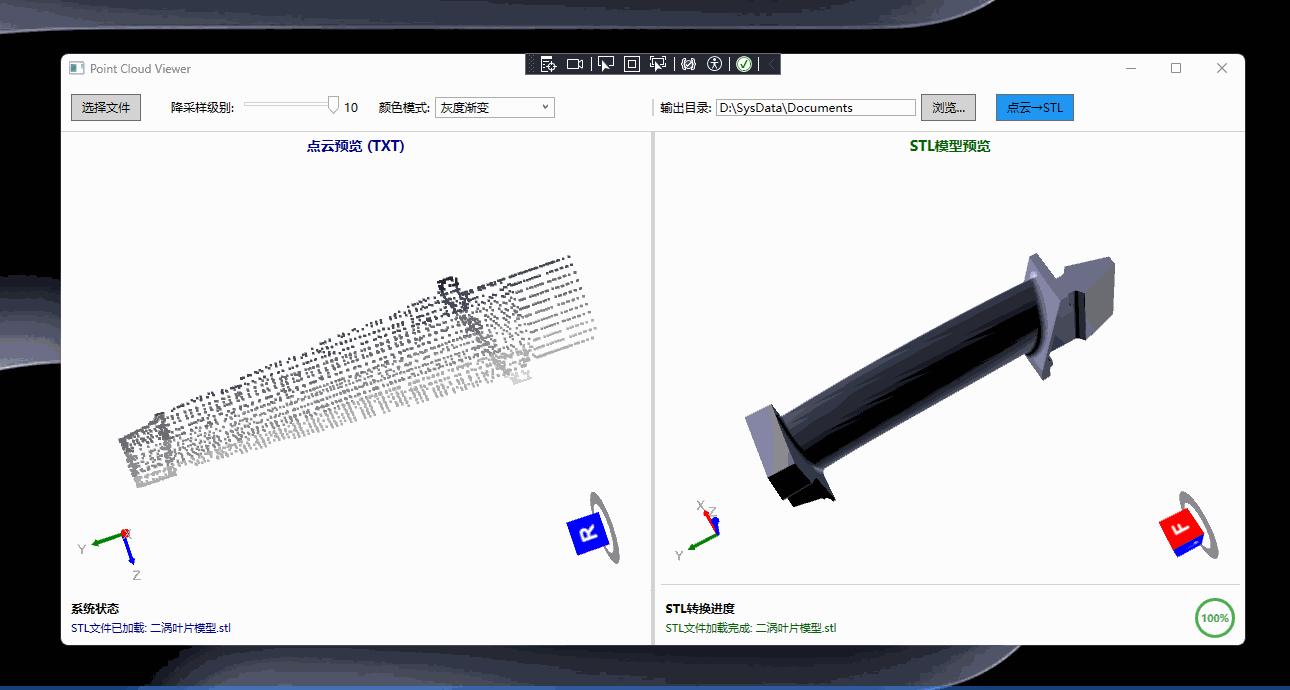 Point Cloud Viewer
选择文件 降采样级别: 10 颜色模式: 灰度渐变 输出目录: D:\SysData\Documents 浏览... 点云→STL
点云预览 (TXT)
STL模型预览
Y
Z
R
X
Z
Y
F
系统状态
STL文件已加载: 二涡叶片模型.stl
STL转换进度
STL文件加载完成: 二涡叶片模型.stl
100%